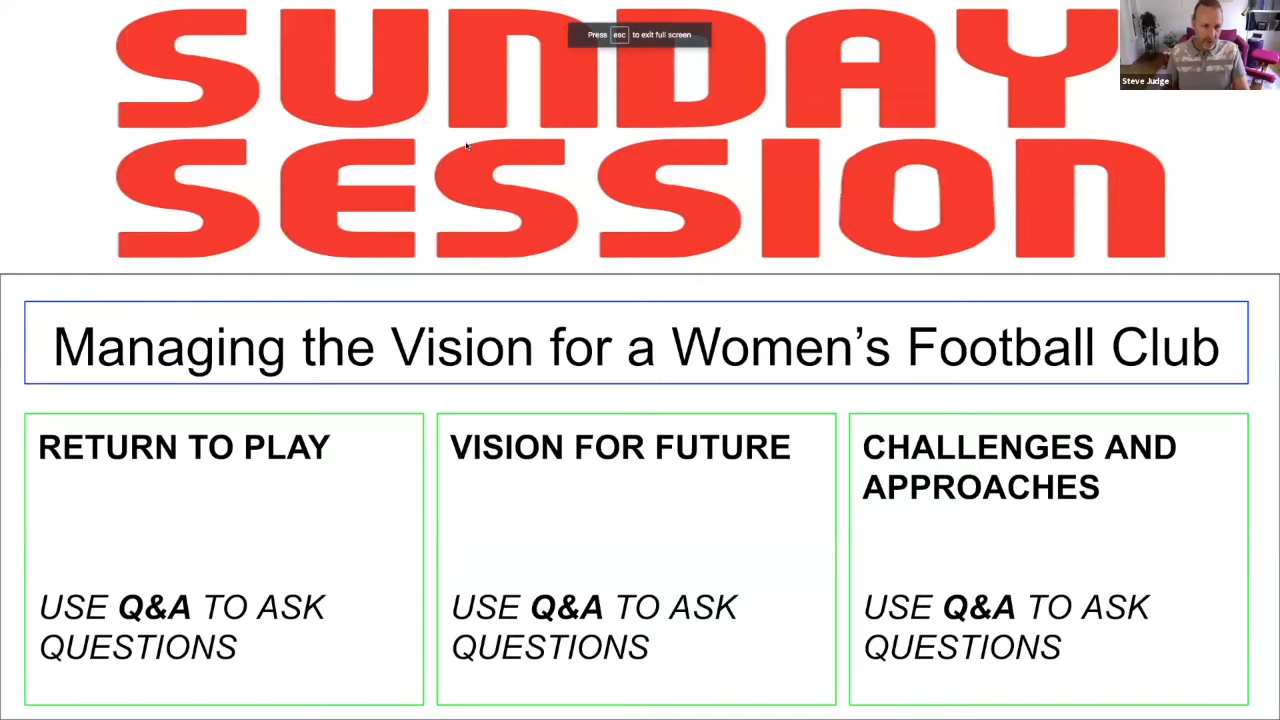 SUNDAY
SESSION
Press esc to exit full screen
Steve Judge
Managing the Vision for a Women’s Football Club
RETURN TO PLAY
USE Q&A TO ASK
QUESTIONS
VISION FOR FUTURE
USE Q&A TO ASK
QUESTIONS
CHALLENGES AND
APPROACHES
USE Q&A TO ASK
QUESTIONS